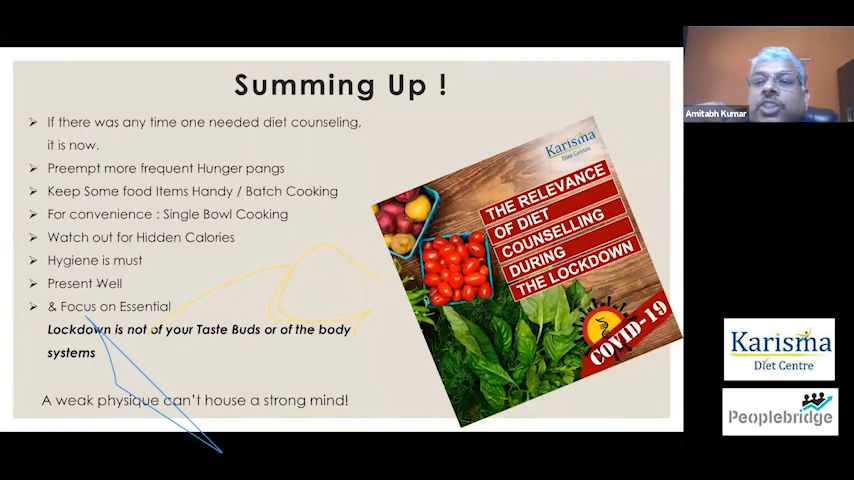 Summing Up !
If there was any time one needed diet counseling,
it is now.
Preempt more frequent Hunger pangs
Keep Some food Items Handy / Batch Cooking
For convenience : Single Bowl Cooking
Watch out for Hidden Calories
Hygiene is must
Present Well
& Focus on Essential
Lockdown is not of your Taste Buds or of the body
systems
A weak physique can't house a strong mind!
Karisma
Diet Centre
THE RELEVANCE
OF DIET
COUNSELLING
DURING
THE LOCKDOWN
COVID-19
Amitabh Kumar
Karisma
Diet Centre
Peoplebridge